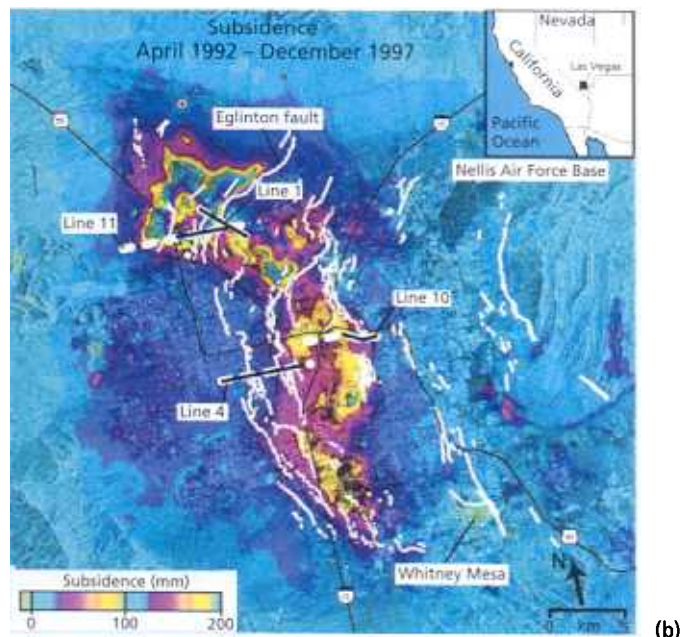 Subsidence
April 1992 – December 1997
Nevada
California
Las Vegas
Pacific
Ocean
Eglinton fault
Nellis Air Force Base
Line 1
Line 11
Line 10
Line 4
Whitney Mesa
Subsidence (mm)
0 100 200
N
0 km 5
(b)